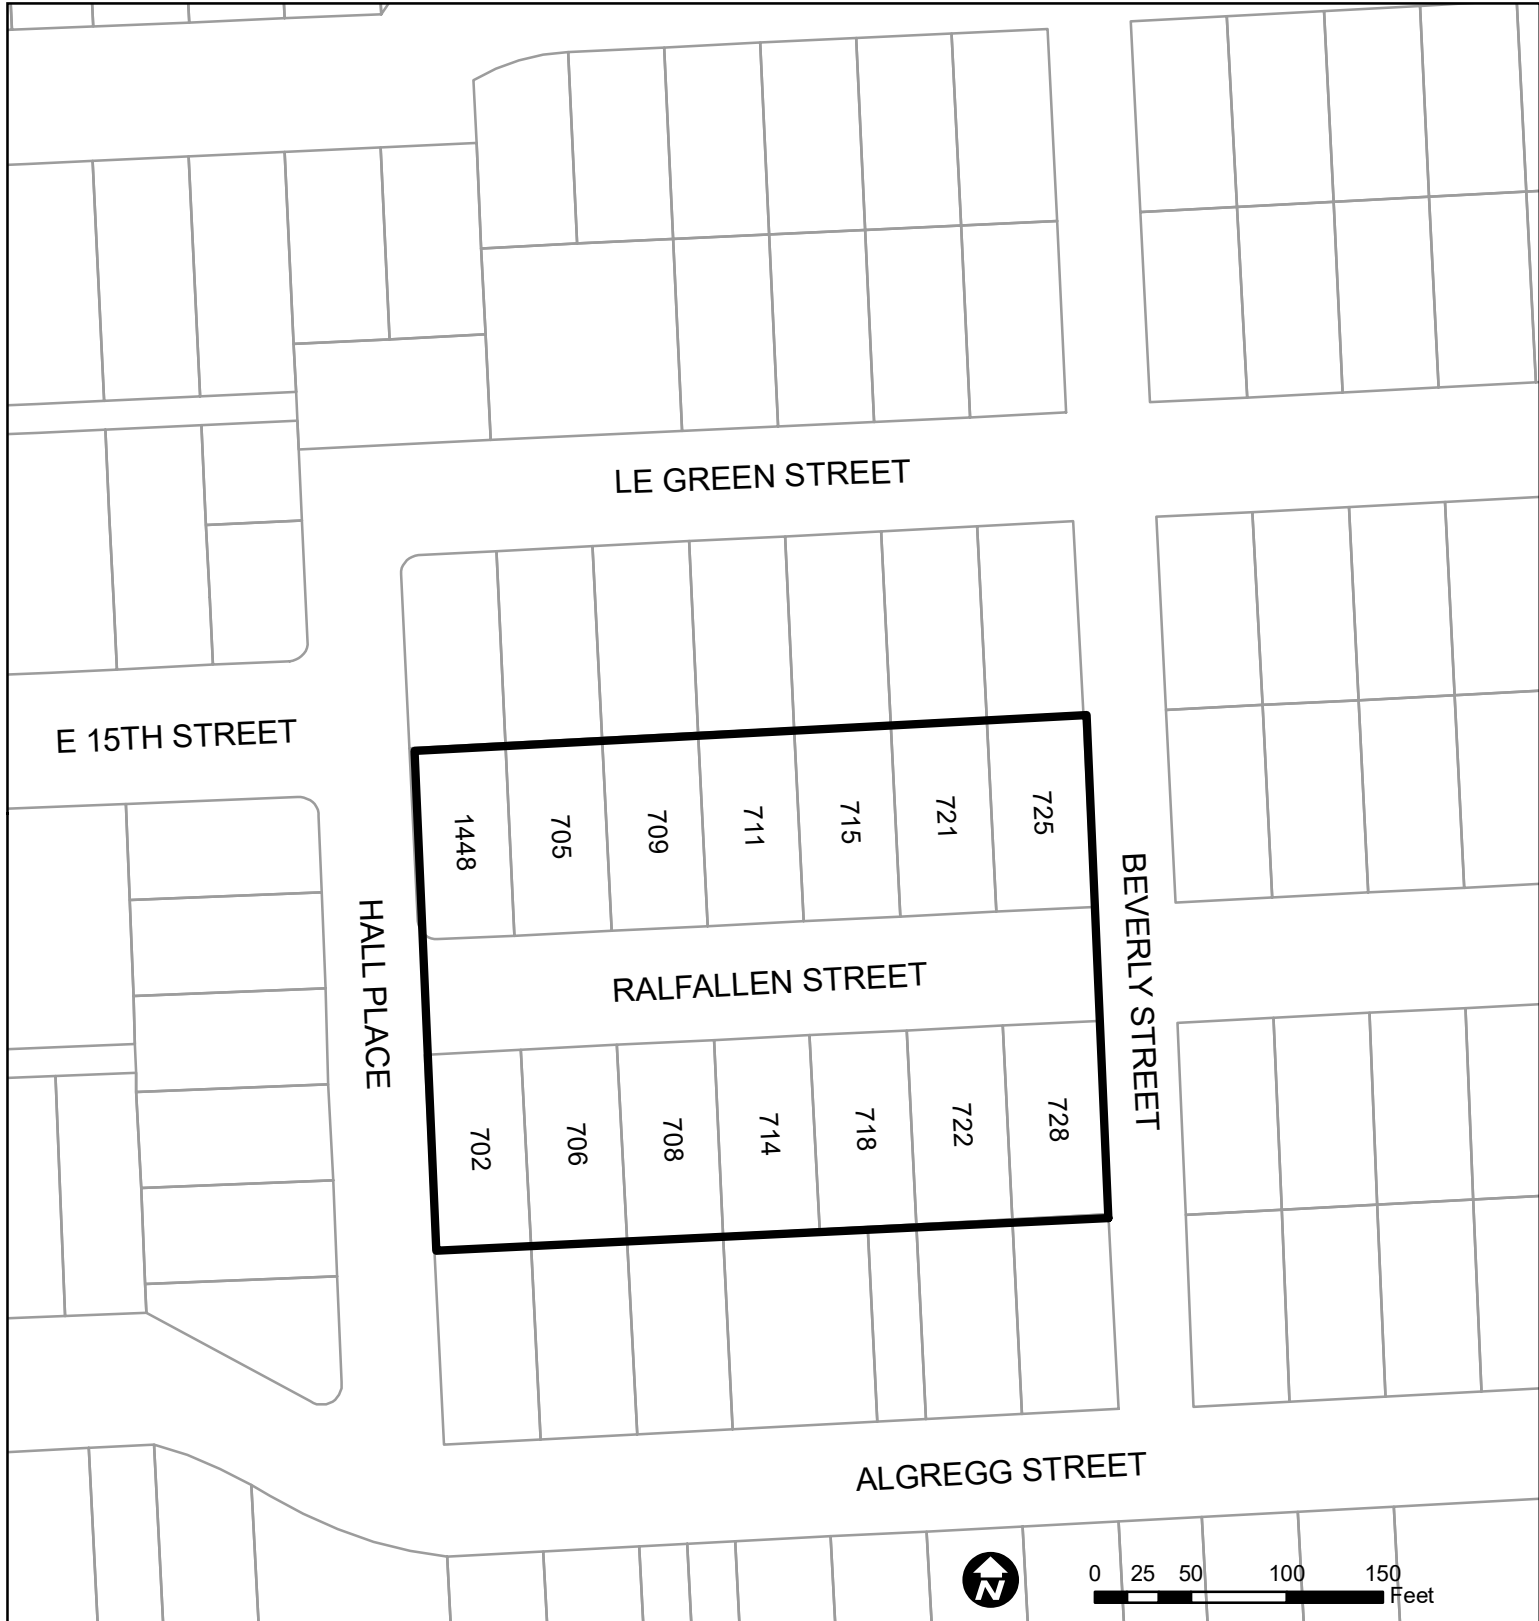 LE GREEN STREET
E 15TH STREET
1448
705
709
711
715
721
725
HALL PLACE
BEVERLY STREET
RALFALLEN STREET
702
706
708
714
718
722
728
ALGREGG STREET
N
0 25 50 100 150
Feet